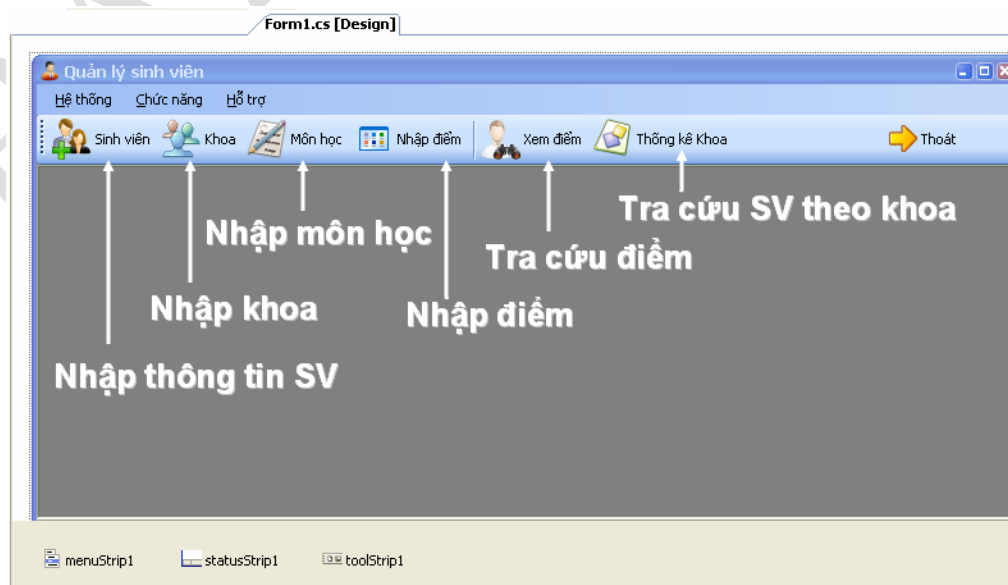 Form1.cs [Design]
Quản lý sinh viên
Hệ thống Chức năng Hỗ trợ
Sinh viên Khoa Môn học Nhập điểm Xem điểm Thống kê Khoa Thoát
Tra cứu SV theo khoa
Nhập môn học
Tra cứu điểm
Nhập khoa
Nhập điểm
Nhập thông tin SV
menuStrip1 statusStrip1 toolStrip1